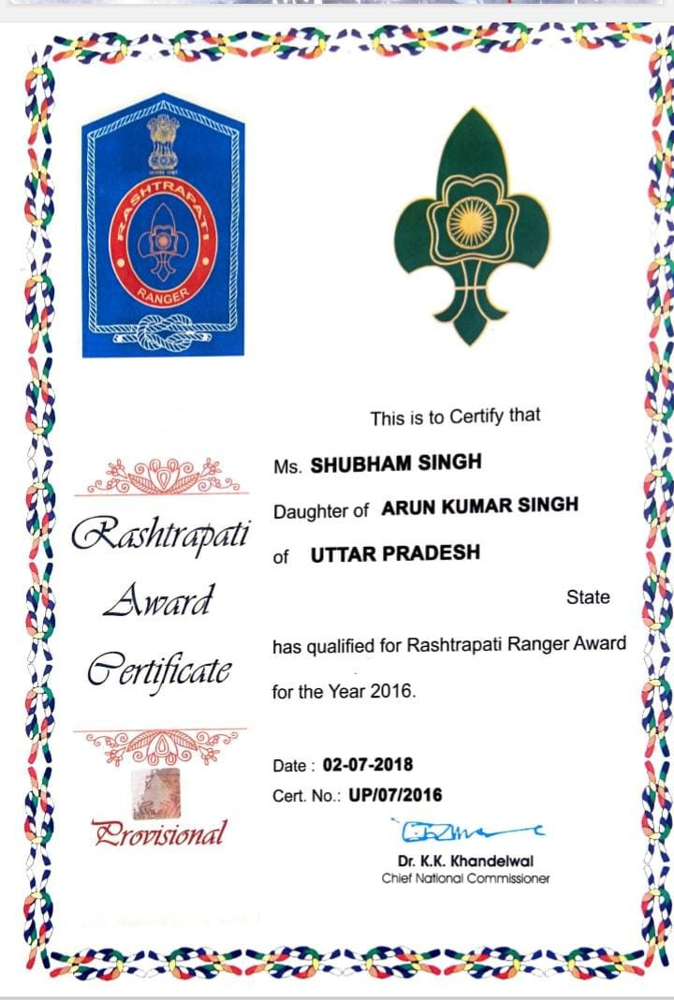 RASHTRAPATI
RANGER
This is to Certify that
Ms. SHUBHAM SINGH
Daughter of ARUN KUMAR SINGH
of UTTAR PRADESH
State
has qualified for Rashtrapati Ranger Award
for the Year 2016.
Date : 02-07-2018
Cert. No.: UP/07/2016
Dr. K.K. Khandelwal
Chief National Commissioner
Rashtrapati
Award
Certificate
Provisional